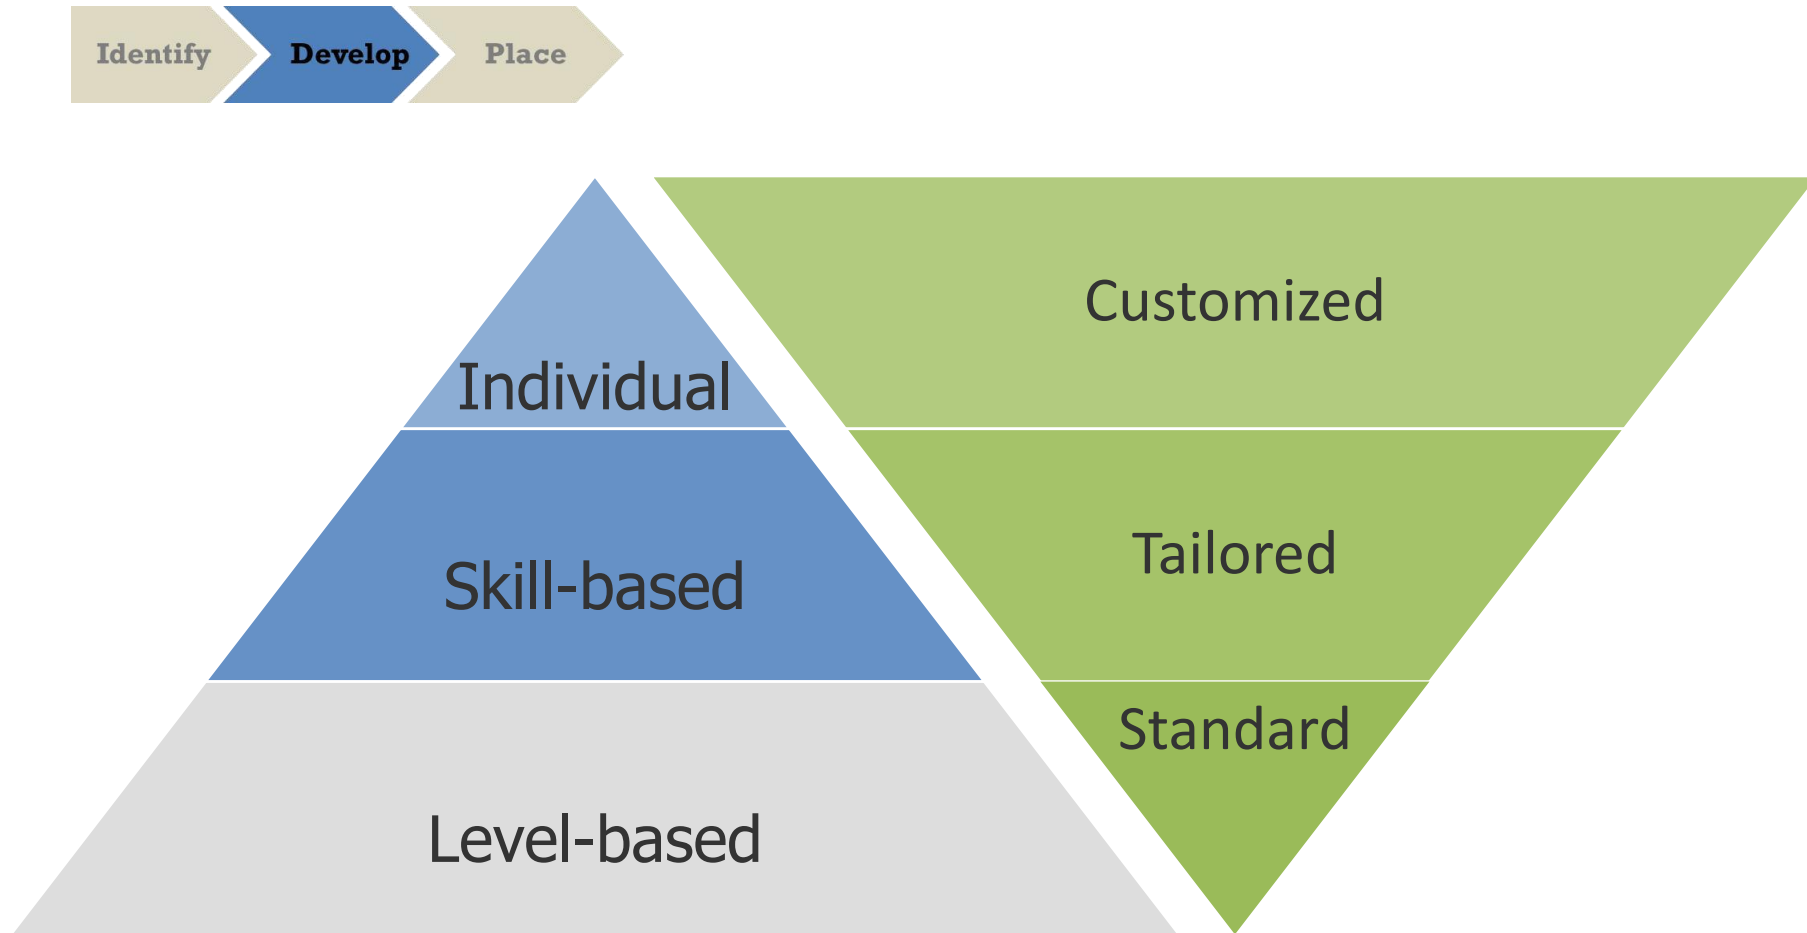 Identify
Develop
Place
Individual
Skill-based
Level-based
Customized
Tailored
Standard